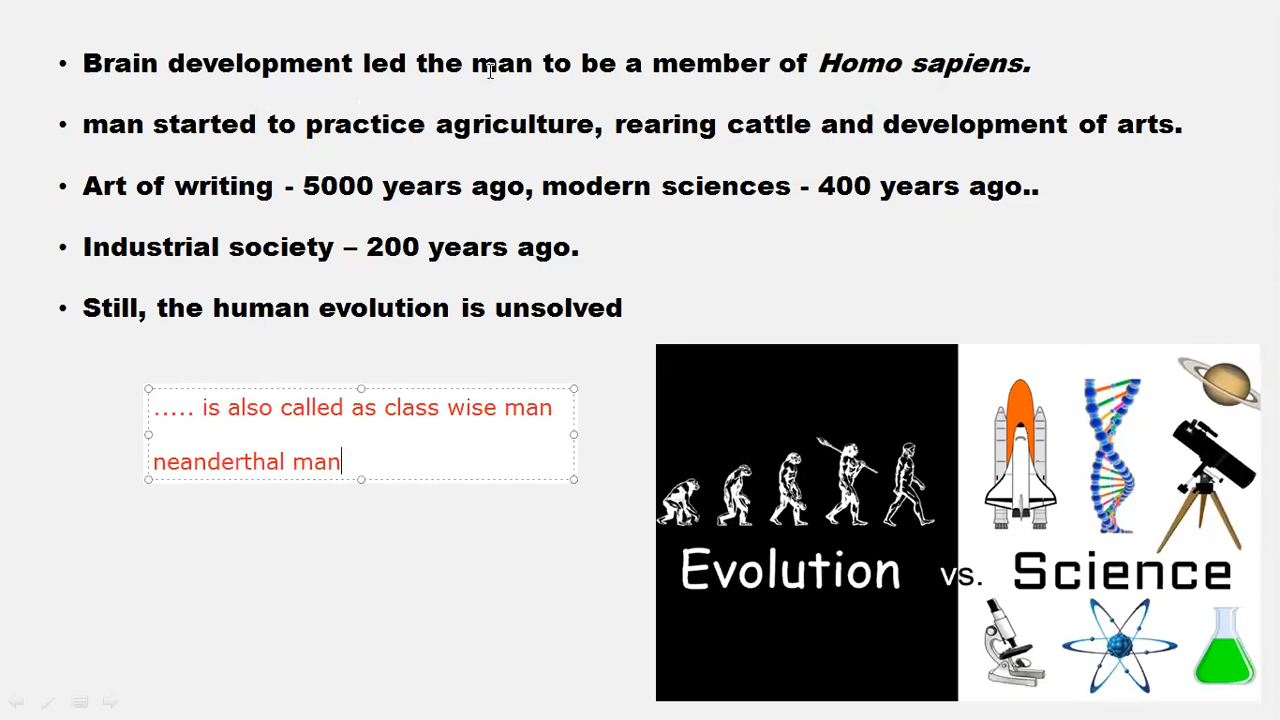 • Brain development led the man to be a member of Homo sapiens.
• man started to practice agriculture, rearing cattle and development of arts.
• Art of writing - 5000 years ago, modern sciences - 400 years ago..
• Industrial society – 200 years ago.
• Still, the human evolution is unsolved
..... is also called as class wise man
neanderthal man
Evolution vs. Science